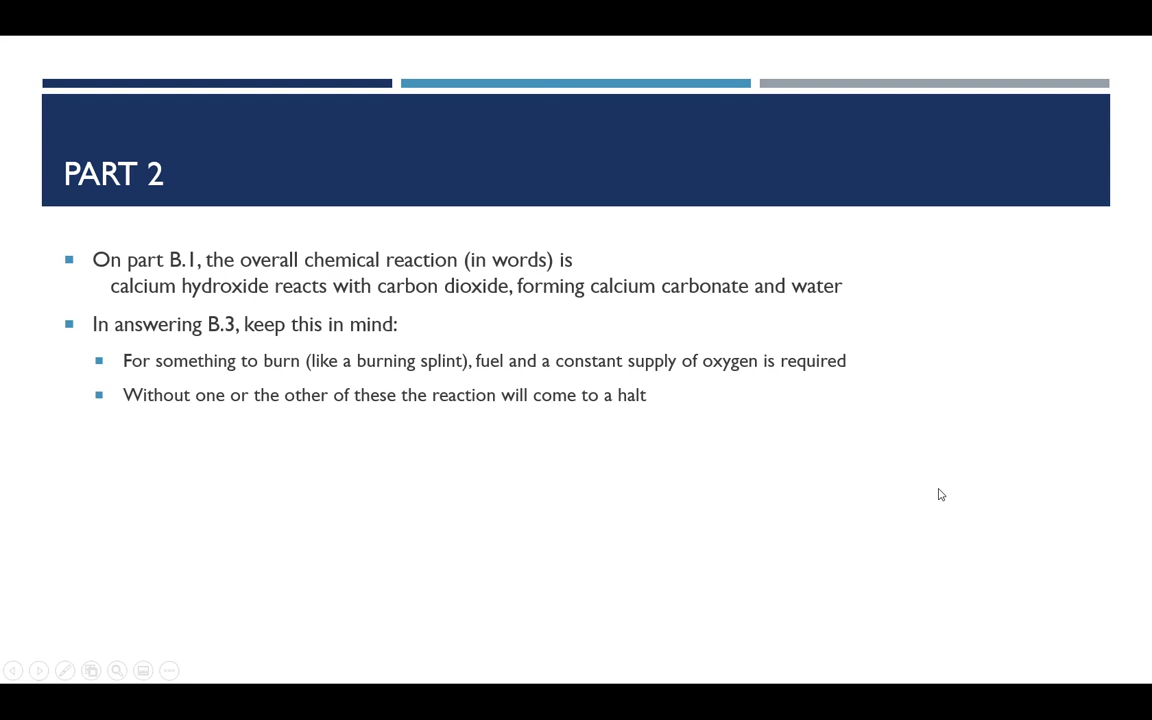 PART 2
On part B.1, the overall chemical reaction (in words) is
calcium hydroxide reacts with carbon dioxide, forming calcium carbonate and water
In answering B.3, keep this in mind:
For something to burn (like a burning splint), fuel and a constant supply of oxygen is required
Without one or the other of these the reaction will come to a halt